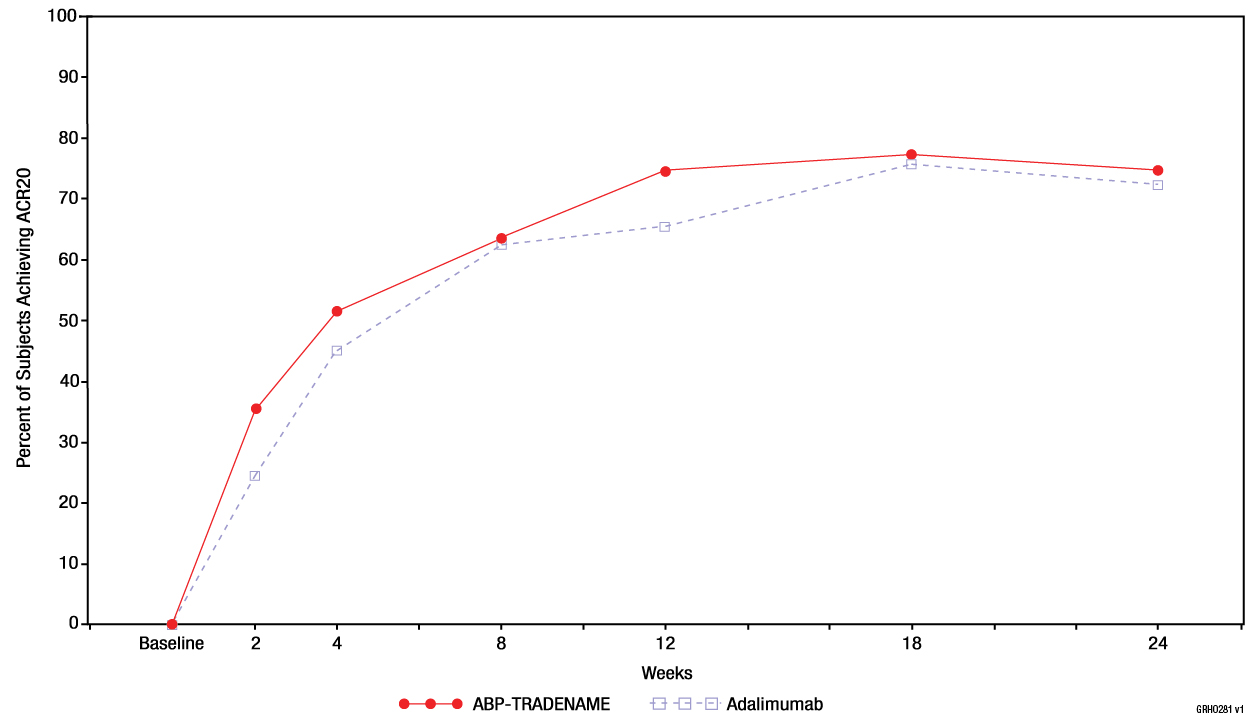 100
90
80
70
60
50
40
30
20
10
0
Percent of Subjects Achieving ACR20
Baseline 2 4 8 12 18 24
Weeks
ABP-TRADENAME Adalimumab
GRH0281 v1